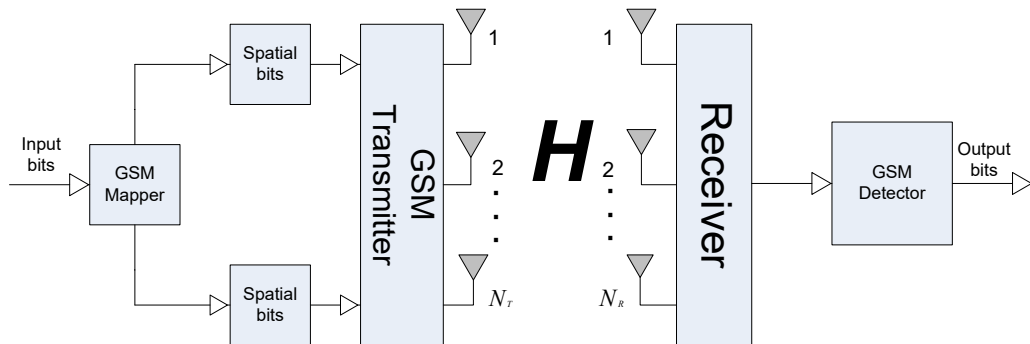 Input
bits
GSM
Mapper
Spatial
bits
Spatial
bits
GSM
Transmitter
1
2
N_T
H
1
2
N_R
Receiver
GSM
Detector
Output
bits